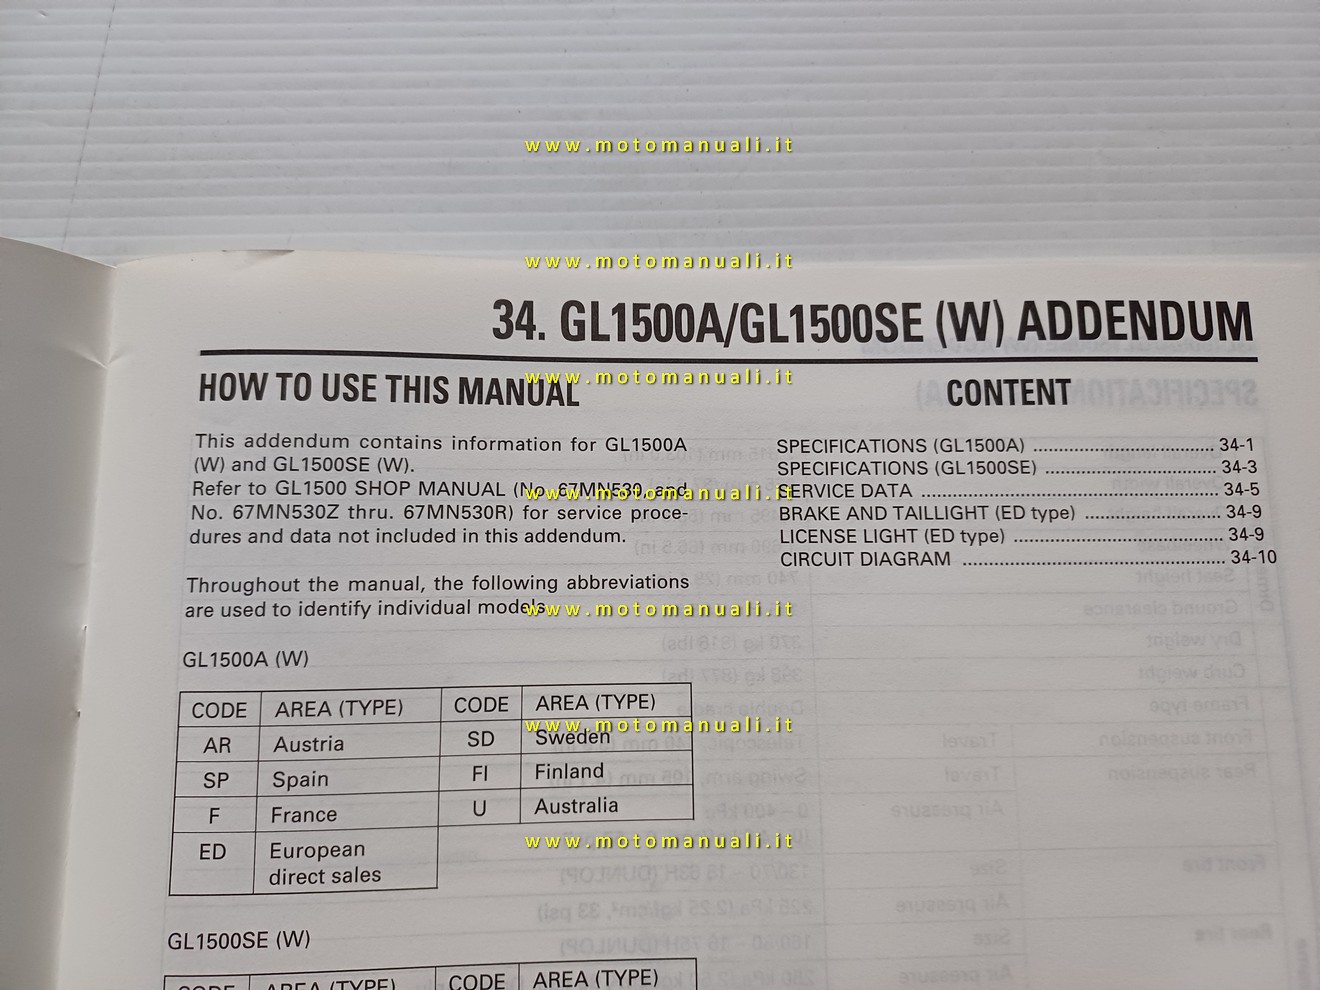 www.motomanuali.it
www.motomanuali.it
34. GL1500A/GL1500SE (W) ADDENDUM
www.motomanuali.it
HOW TO USE THIS MANUAL
This addendum contains information for GL1500A
(W) and GL1500SE (W).
Refer to GL1500 SHOP MANUAL (No. 67MN530 and
www.motomanuali.it
No. 67MN530Z thru. 67MN530R) for service proce-
dures and data not included in this addendum.
Throughout the manual, the following abbreviations
are used to identify individual models.
www.motomanuali.it
CONTENT
SPECIFICATIONS (GL1500A) ........ 34-1
SPECIFICATIONS (GL1500SE) ........ 34-3
SERVICE DATA ........ 34-5
BRAKE AND TAILLIGHT (ED type) ........ 34-9
LICENSE LIGHT (ED type) ........ 34-9
CIRCUIT DIAGRAM ........ 34-10
GL1500A (W)
CODE AREA (TYPE) CODE AREA (TYPE)
www.motomanuali.it
AR Austria SD Sweden
SP Spain FI Finland
F France U Australia
www.motomanuali.it
ED European
direct sales
GL1500SE (W)
CODE AREA (TYPE) CODE AREA (TYPE)